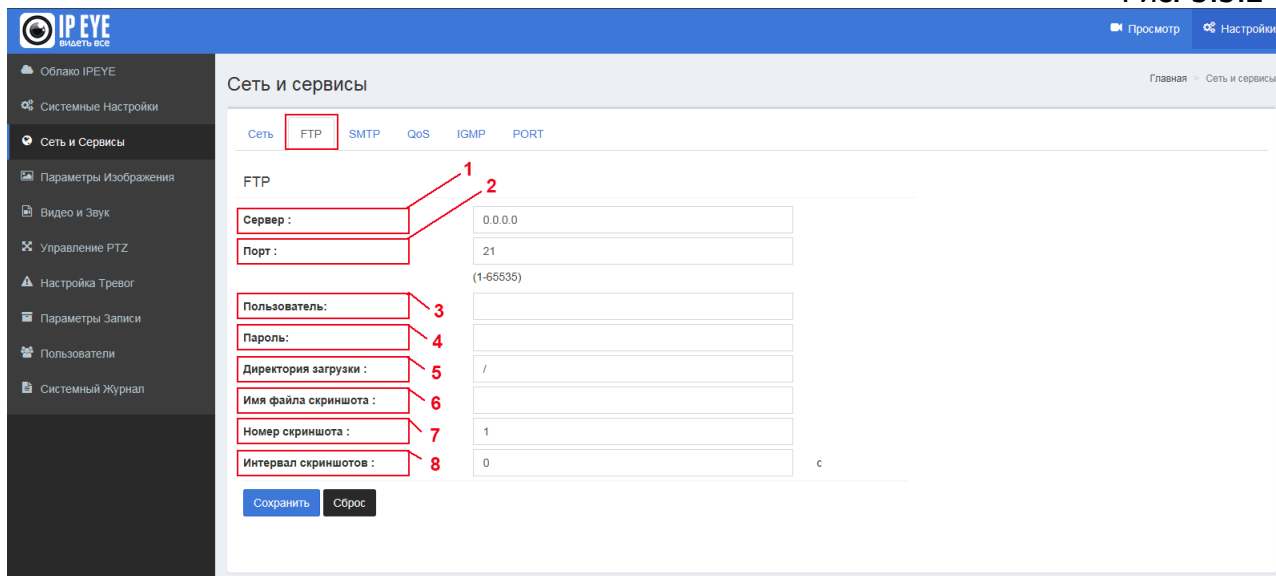 IP EYE
видеть все
Просмотр
Настройки
Облако IPEYE
Системные Настройки
Сеть и Сервисы
Параметры Изображения
Видео и Звук
Управление PTZ
Настройка Тревог
Параметры Записи
Пользователи
Системный Журнал
Сеть и сервисы
Главная > Сеть и сервисы
Сеть FTP SMTP QoS IGMP PORT
FTP
1
2
Сервер : 0.0.0.0
Порт : 21
(1-65535)
Пользователь: 3
Пароль: 4
Директория загрузки : 5 /
Имя файла скриншота : 6
Номер скриншота : 7 1
Интервал скриншотов : 8 0 с
Сохранить Сброс